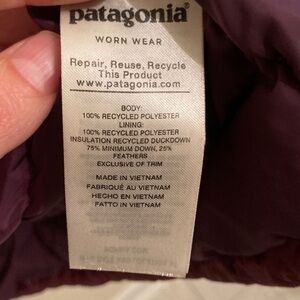 patagonia®
WORN WEAR
Repair, Reuse, Recycle
This Product
www.patagonia.com
BODY:
100% RECYCLED POLYESTER
LINING:
100% RECYCLED POLYESTER
INSULATION RECYCLED DUCKDOWN
75% MINIMUM DOWN, 25%
FEATHERS
EXCLUSIVE OF TRIM
MADE IN VIETNAM
FABRIQUÉ AU VIETNAM
HECHO EN VIETNAM
FATTO IN VIETNAM